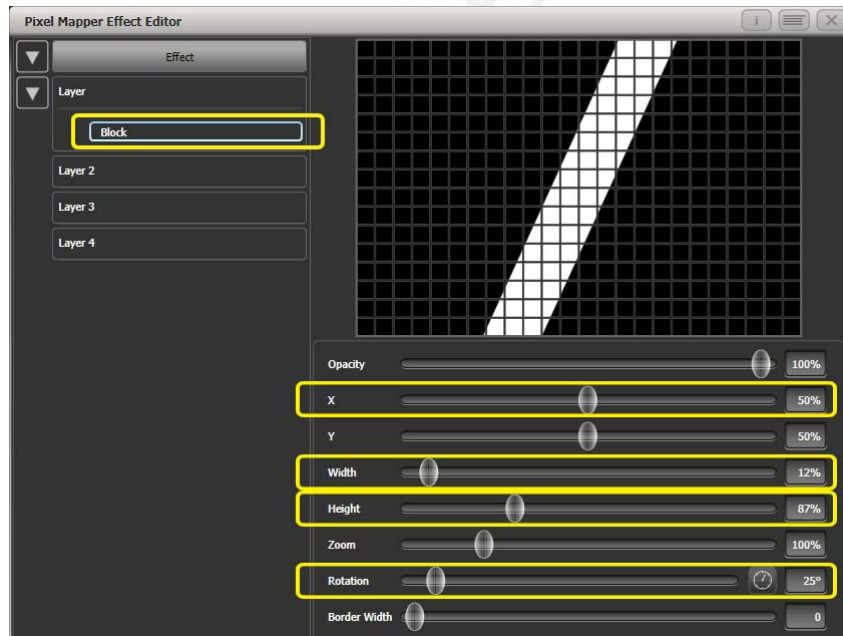 Pixel Mapper Effect Editor
Effect
Layer
Block
Layer 2
Layer 3
Layer 4
Opacity 100%
X 50%
Y 50%
Width 12%
Height 87%
Zoom 100%
Rotation 25°
Border Width 0